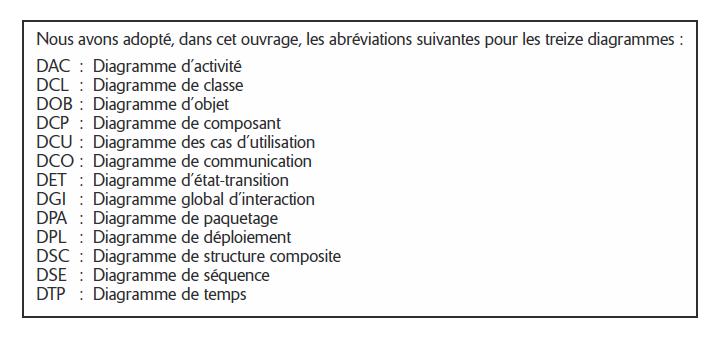 Nous avons adopté, dans cet ouvrage, les abréviations suivantes pour les treize diagrammes :
DAC : Diagramme d'activité
DCL : Diagramme de classe
DOB : Diagramme d'objet
DCP : Diagramme de composant
DCU : Diagramme des cas d'utilisation
DCO : Diagramme de communication
DET : Diagramme d'état-transition
DGI : Diagramme global d'interaction
DPA : Diagramme de paquetage
DPL : Diagramme de déploiement
DSC : Diagramme de structure composite
DSE : Diagramme de séquence
DTP : Diagramme de temps